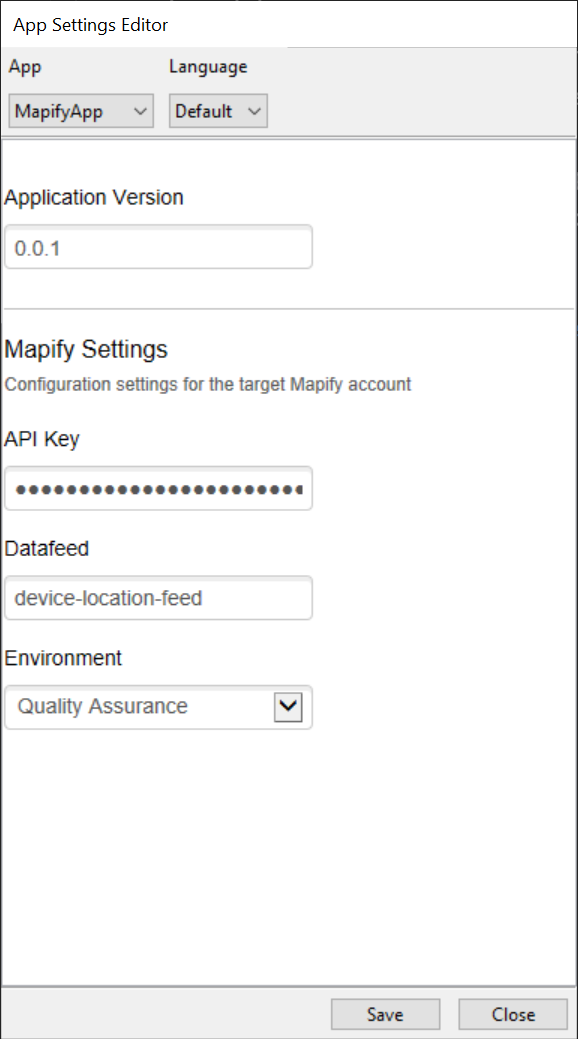 App Settings Editor
App Language
MapifyApp Default
Application Version
0.0.1
Mapify Settings
Configuration settings for the target Mapify account
API Key
Datafeed
device-location-feed
Environment
Quality Assurance
Save Close